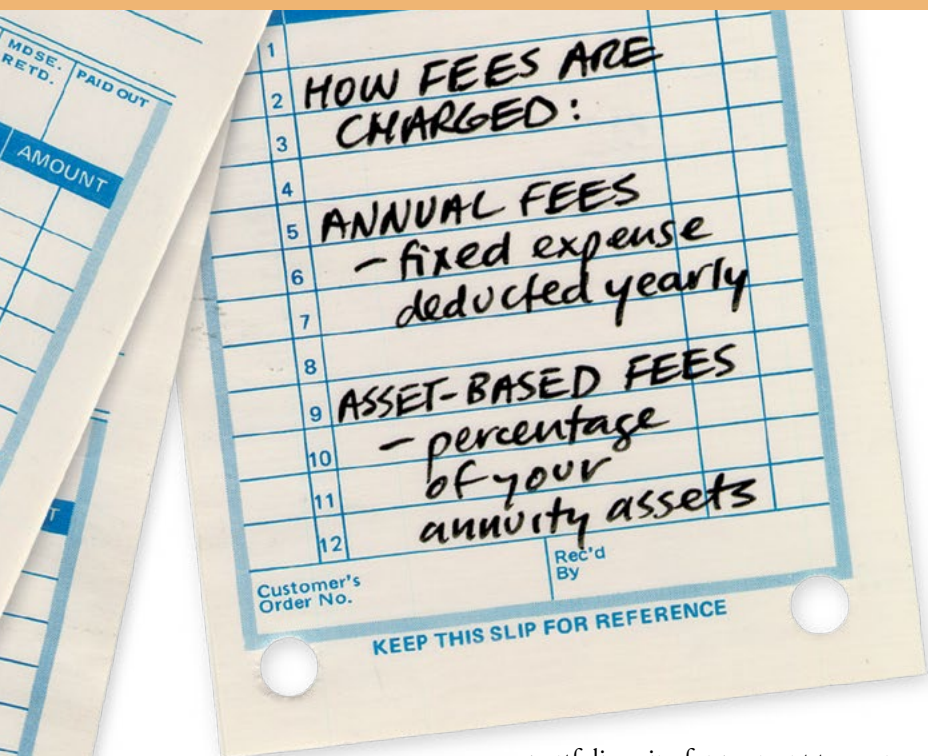 MDSE.
RETD.
PAID OUT
AMOUNT
T
1
2 HOW FEES ARE
3 CHARGED:
4
5 ANNUAL FEES
6 – fixed expense
7 deducted yearly
8
9 ASSET-BASED FEES
10 – percentage
11 of your
12 annuity assets
Customer's
Order No.
Rec'd
By
KEEP THIS SLIP FOR REFERENCE